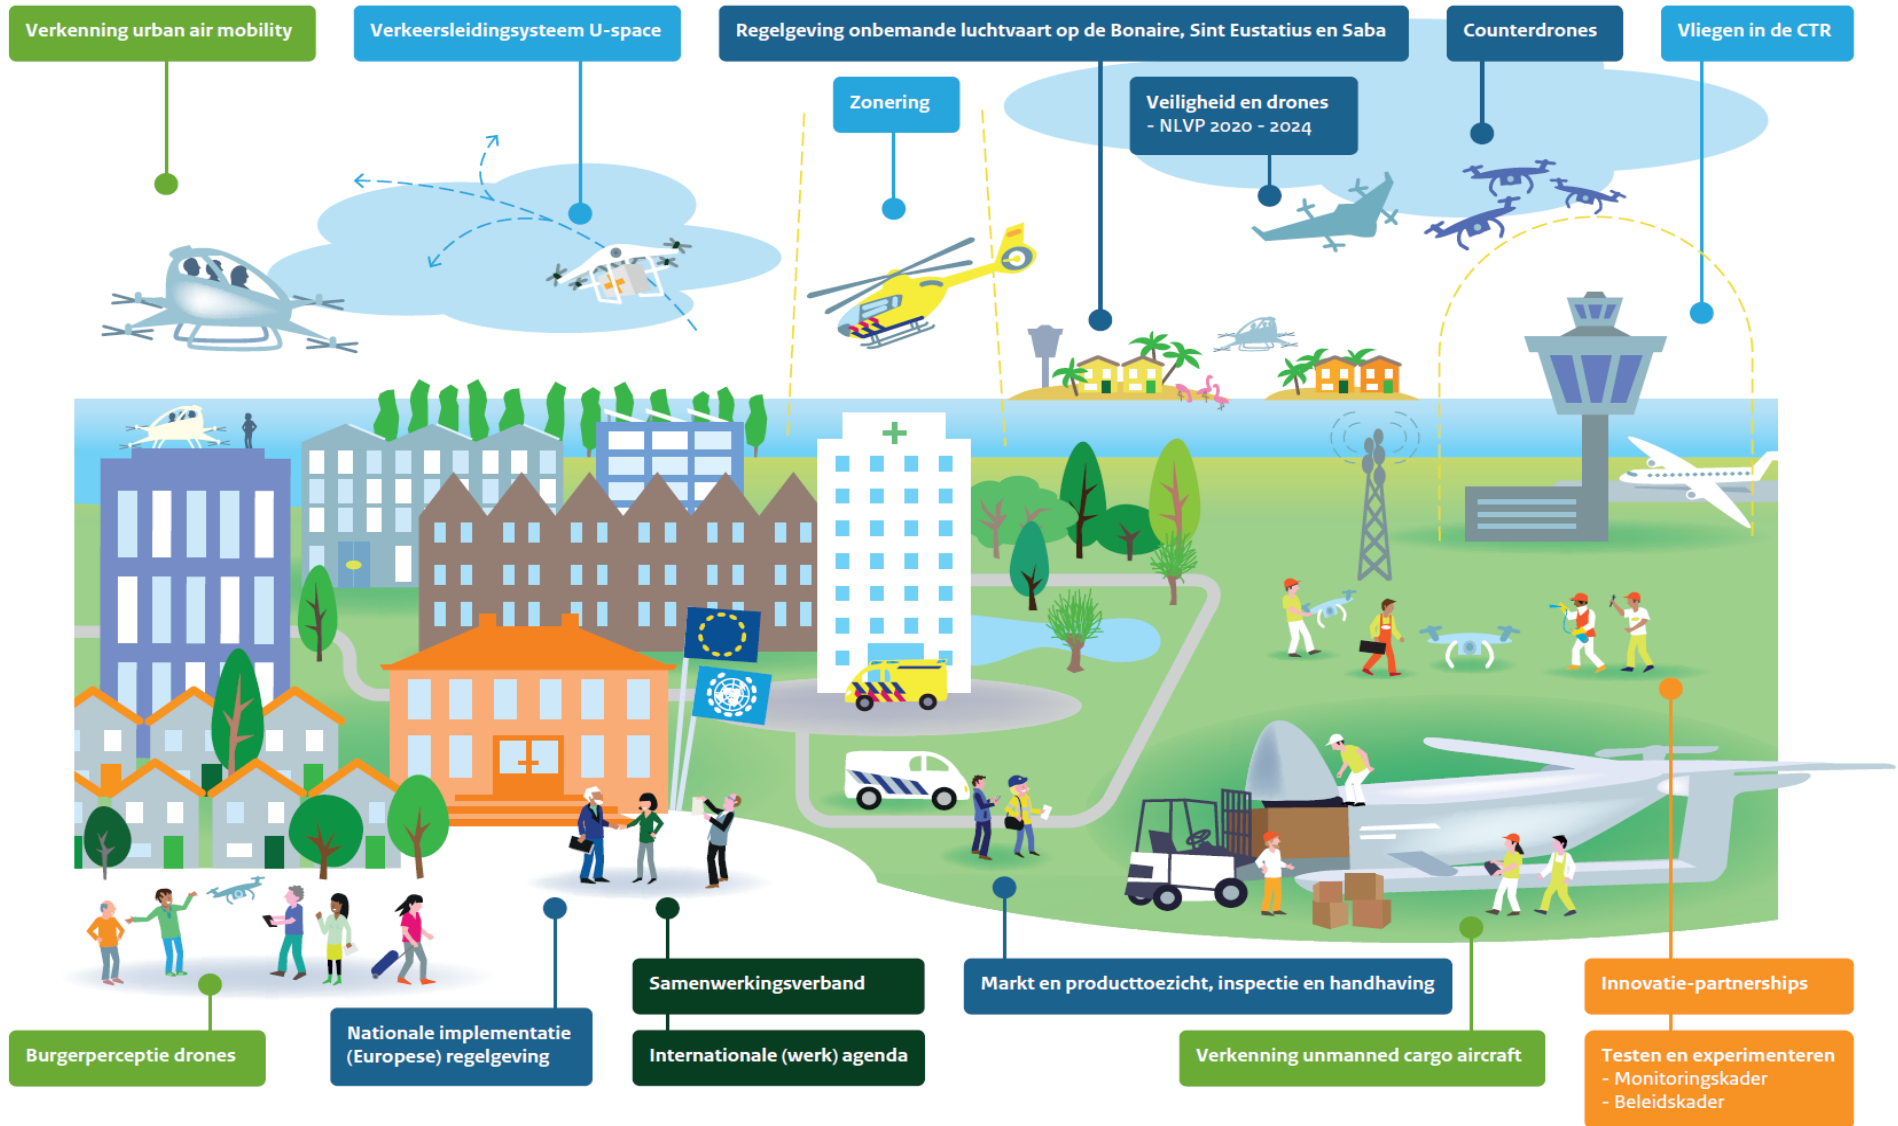 Verkenning urban air mobility
Verkeersleidingsysteem U-space
Regelgeving onbemande luchtvaart op de Bonaire, Sint Eustatius en Saba
Counterdrones
Vliegen in de CTR
Zonering
Veiligheid en drones
- NLVP 2020 - 2024
Samenwerkingsverband
Markt en producttoezicht, inspectie en handhaving
Innovatie-partnerships
Burgerperceptie drones
Nationale implementatie
(Europese) regelgeving
Internationale (werk) agenda
Verkenning unmanned cargo aircraft
Testen en experimenteren
- Monitoringskader
- Beleidskader